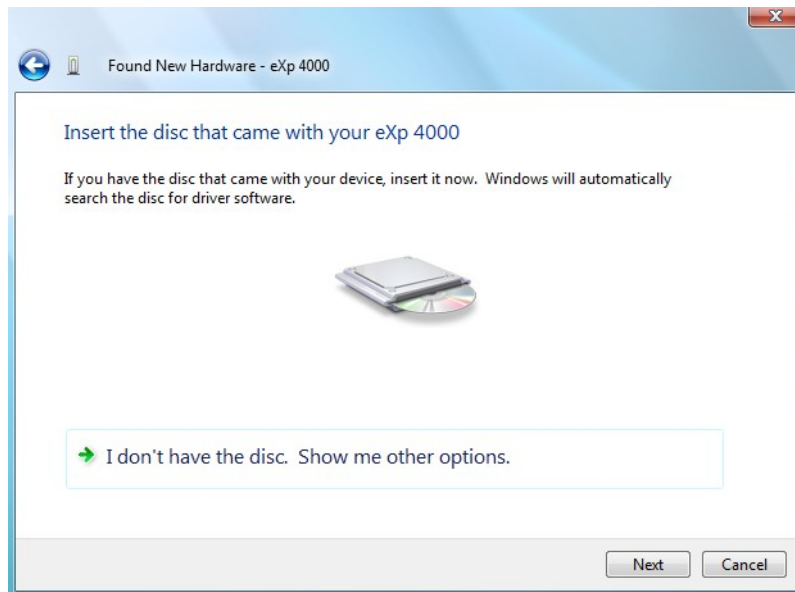 Found New Hardware - eXp 4000
Insert the disc that came with your eXp 4000
If you have the disc that came with your device, insert it now.  Windows will automatically
search the disc for driver software.
I don't have the disc.  Show me other options.
Next Cancel